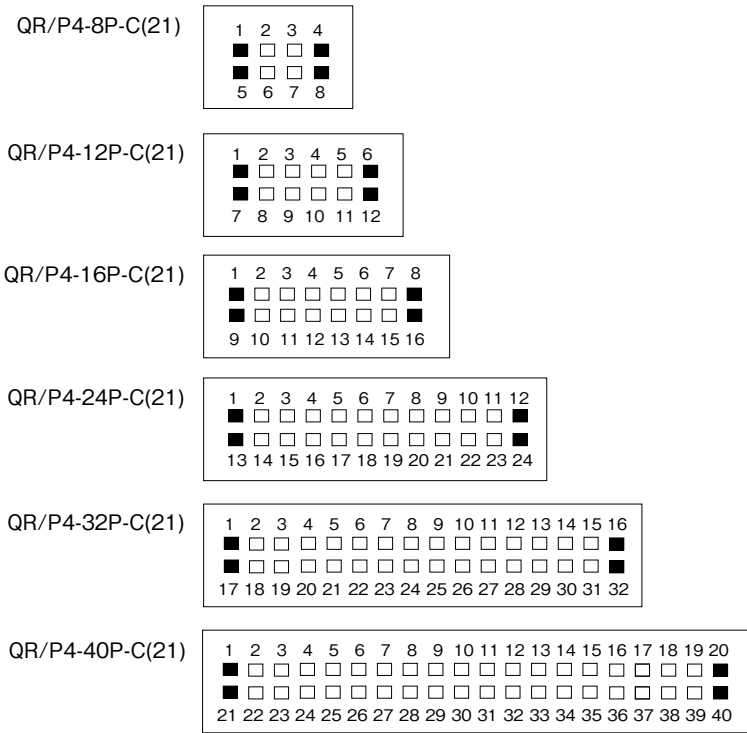 QR/P4-8P-C(21)
1 2 3 4
5 6 7 8
QR/P4-12P-C(21)
1 2 3 4 5 6
7 8 9 10 11 12
QR/P4-16P-C(21)
1 2 3 4 5 6 7 8
9 10 11 12 13 14 15 16
QR/P4-24P-C(21)
1 2 3 4 5 6 7 8 9 10 11 12
13 14 15 16 17 18 19 20 21 22 23 24
QR/P4-32P-C(21)
1 2 3 4 5 6 7 8 9 10 11 12 13 14 15 16
17 18 19 20 21 22 23 24 25 26 27 28 29 30 31 32
QR/P4-40P-C(21)
1 2 3 4 5 6 7 8 9 10 11 12 13 14 15 16 17 18 19 20
21 22 23 24 25 26 27 28 29 30 31 32 33 34 35 36 37 38 39 40